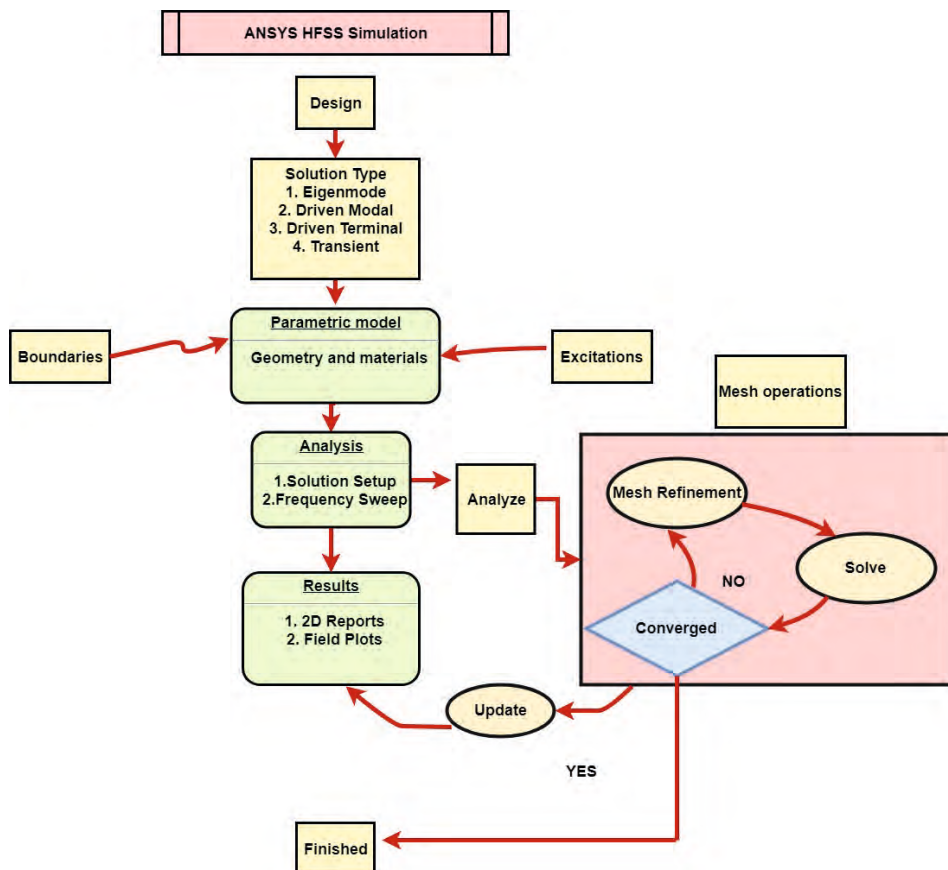 ANSYS HFSS Simulation
Design
Solution Type
1. Eigenmode
2. Driven Modal
3. Driven Terminal
4. Transient
Parametric model
Geometry and materials
Boundaries
Excitations
Mesh operations
Analysis
1.Solution Setup
2.Frequency Sweep
Analyze
Mesh Refinement
Solve
NO
Converged
Results
1. 2D Reports
2. Field Plots
Update
YES
Finished